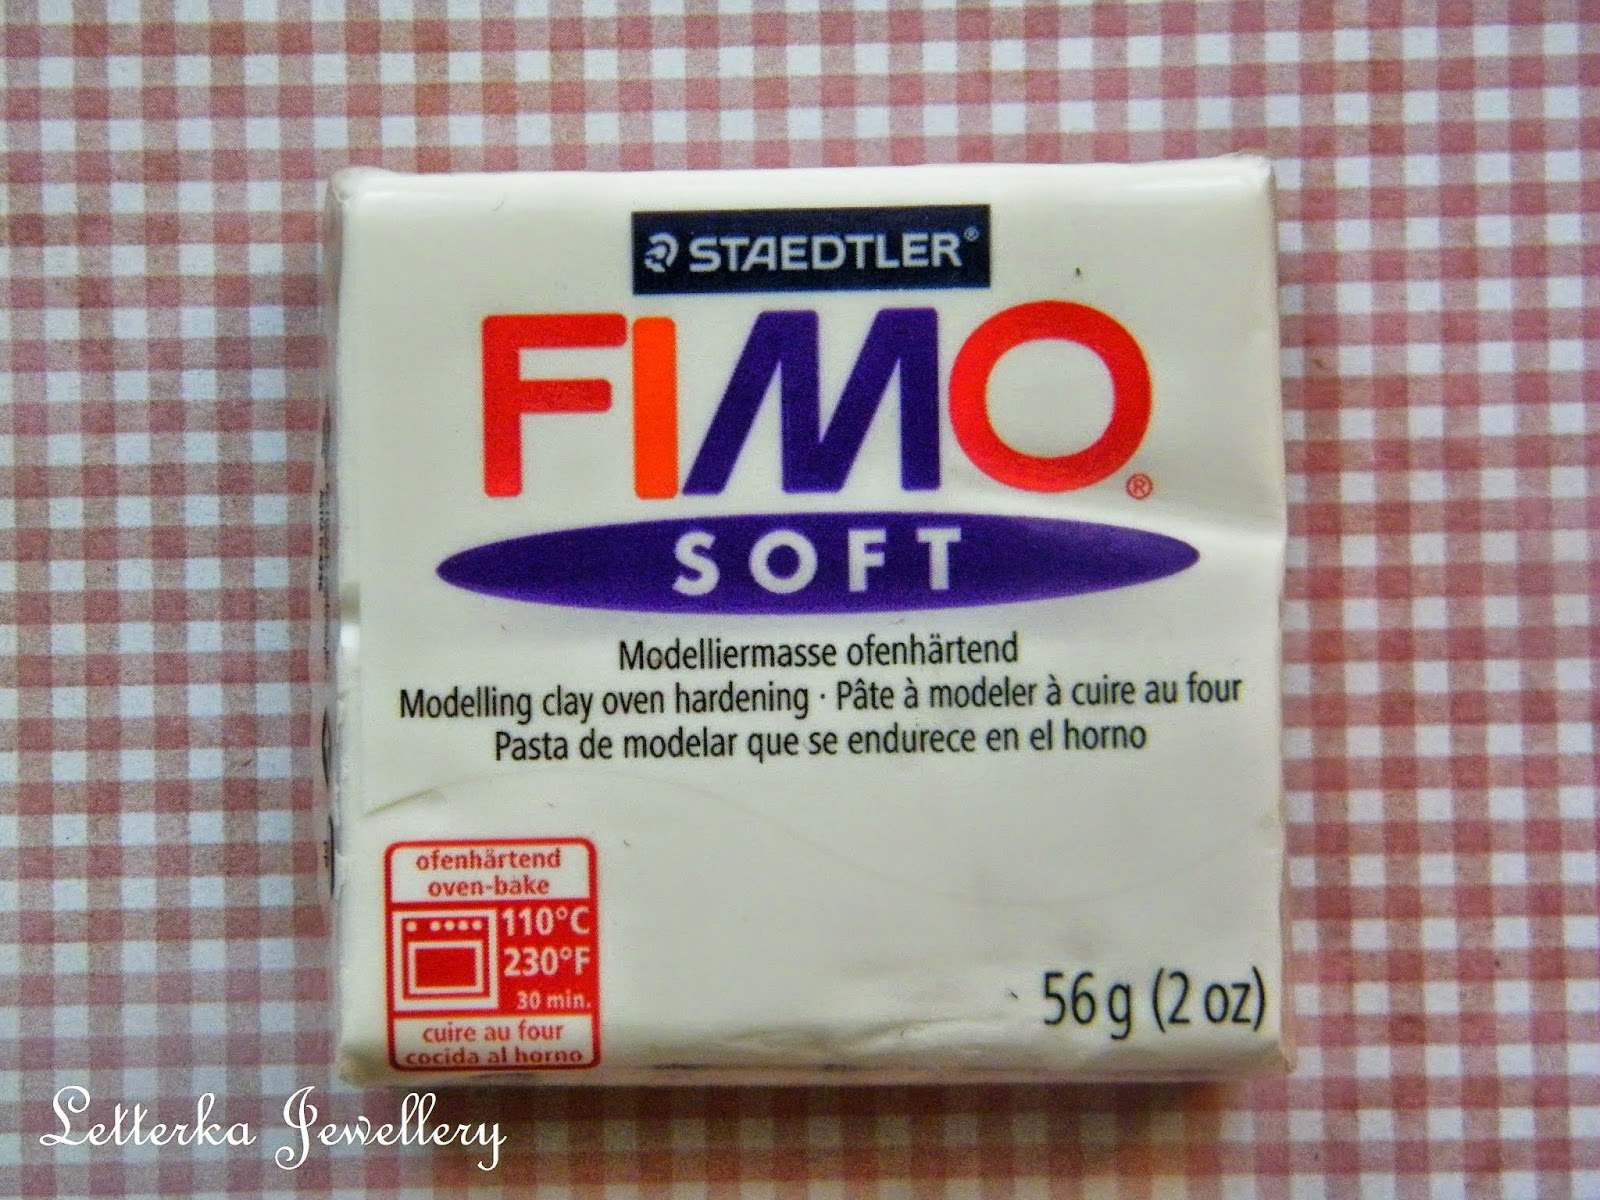 STAEDTLER®
FIMO®
SOFT
Modelliermasse ofenhärtend
Modelling clay oven hardening · Pâte à modeler à cuire au four
Pasta de modelar que se endurece en el horno
ofenhärtend
oven-bake
110°C
230°F
30 min.
cuire au four
cocida al horno
56 g (2 oz)
Letterka Jewellery